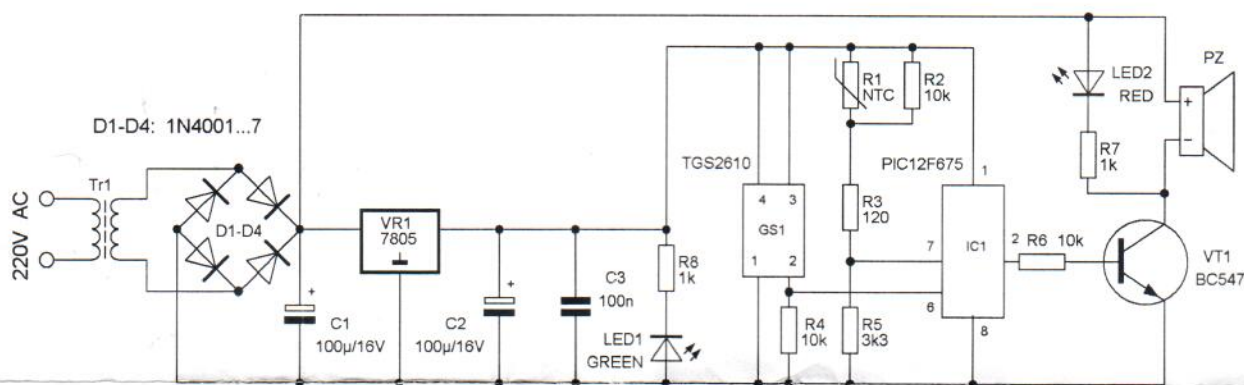 D1-D4: 1N4001...7
220V AC
Tr1
D1-D4
VR1
7805
+
C1
100µ/16V
+
C2
100µ/16V
C3
100n
R8
1k
LED1
GREEN
TGS2610
4
3
GS1
1
2
R4
10k
R1
NTC
R2
10k
R3
120
R5
3k3
PIC12F675
1
7
IC1
2
6
8
R6 10k
LED2
RED
R7
1k
PZ
+
−
VT1
BC547